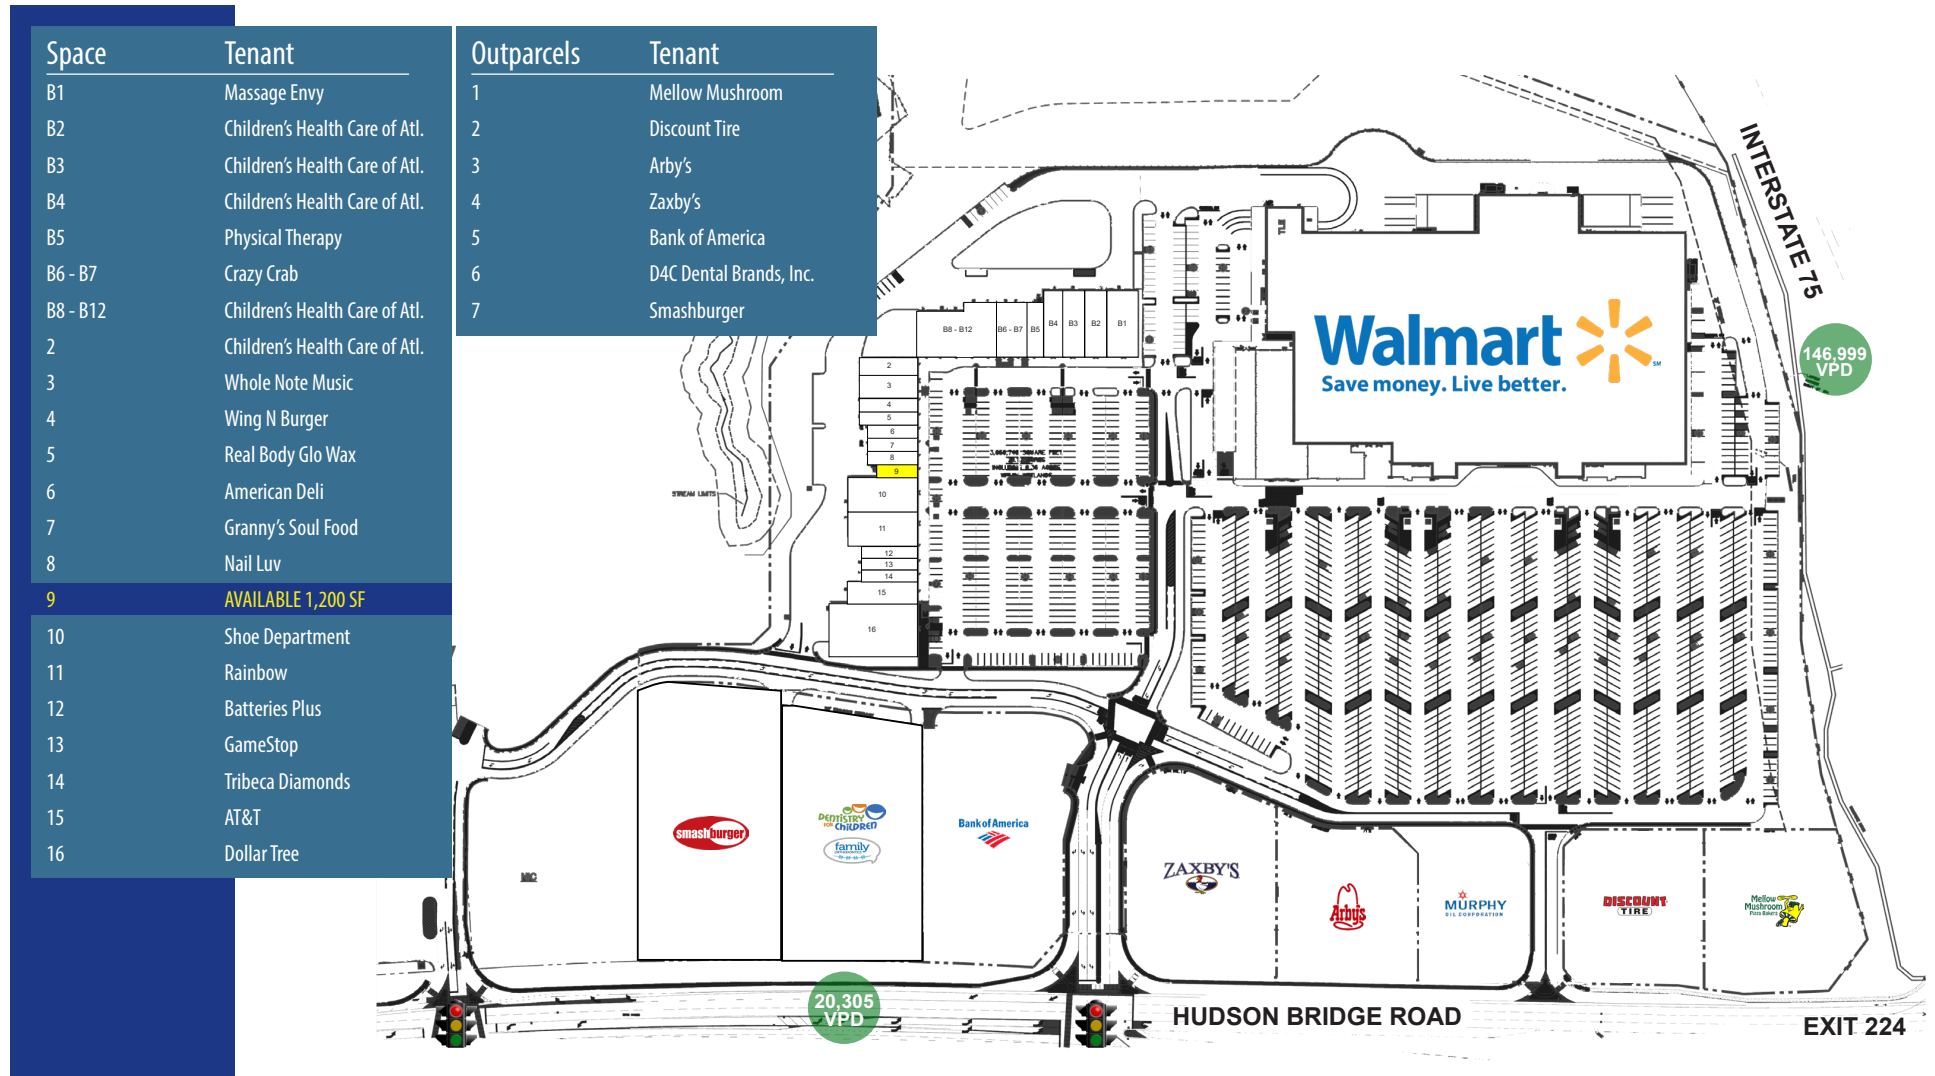 Space Tenant
B1 Massage Envy
B2 Children's Health Care of Atl.
B3 Children's Health Care of Atl.
B4 Children's Health Care of Atl.
B5 Physical Therapy
B6 - B7 Crazy Crab
B8 - B12 Children's Health Care of Atl.
2 Children's Health Care of Atl.
3 Whole Note Music
4 Wing N Burger
5 Real Body Glo Wax
6 American Deli
7 Granny's Soul Food
8 Nail Luv
9 AVAILABLE 1,200 SF
10 Shoe Department
11 Rainbow
12 Batteries Plus
13 GameStop
14 Tribeca Diamonds
15 AT&T
16 Dollar Tree
Outparcels Tenant
1 Mellow Mushroom
2 Discount Tire
3 Arby's
4 Zaxby's
5 Bank of America
6 D4C Dental Brands, Inc.
7 Smashburger
INTERSTATE 75
146,999
VPD
TLE
Walmart
SM
Save money. Live better.
B8 - B12 B6 - B7 B5 B4 B3 B2 B1
2
3
4
5
6
7
8
9
10
11
12
13
14
15
16
STREAM LIMITS
NIC
smashburger
DENTISTRY
FOR CHILDREN
family
ORTHODONTICS
Bank of America
ZAXBY'S
Arby's
MURPHY
OIL CORPORATION
DISCOUNT
TIRE
Mellow
Mushroom
Pizza Bakers
20,305
VPD
HUDSON BRIDGE ROAD
EXIT 224